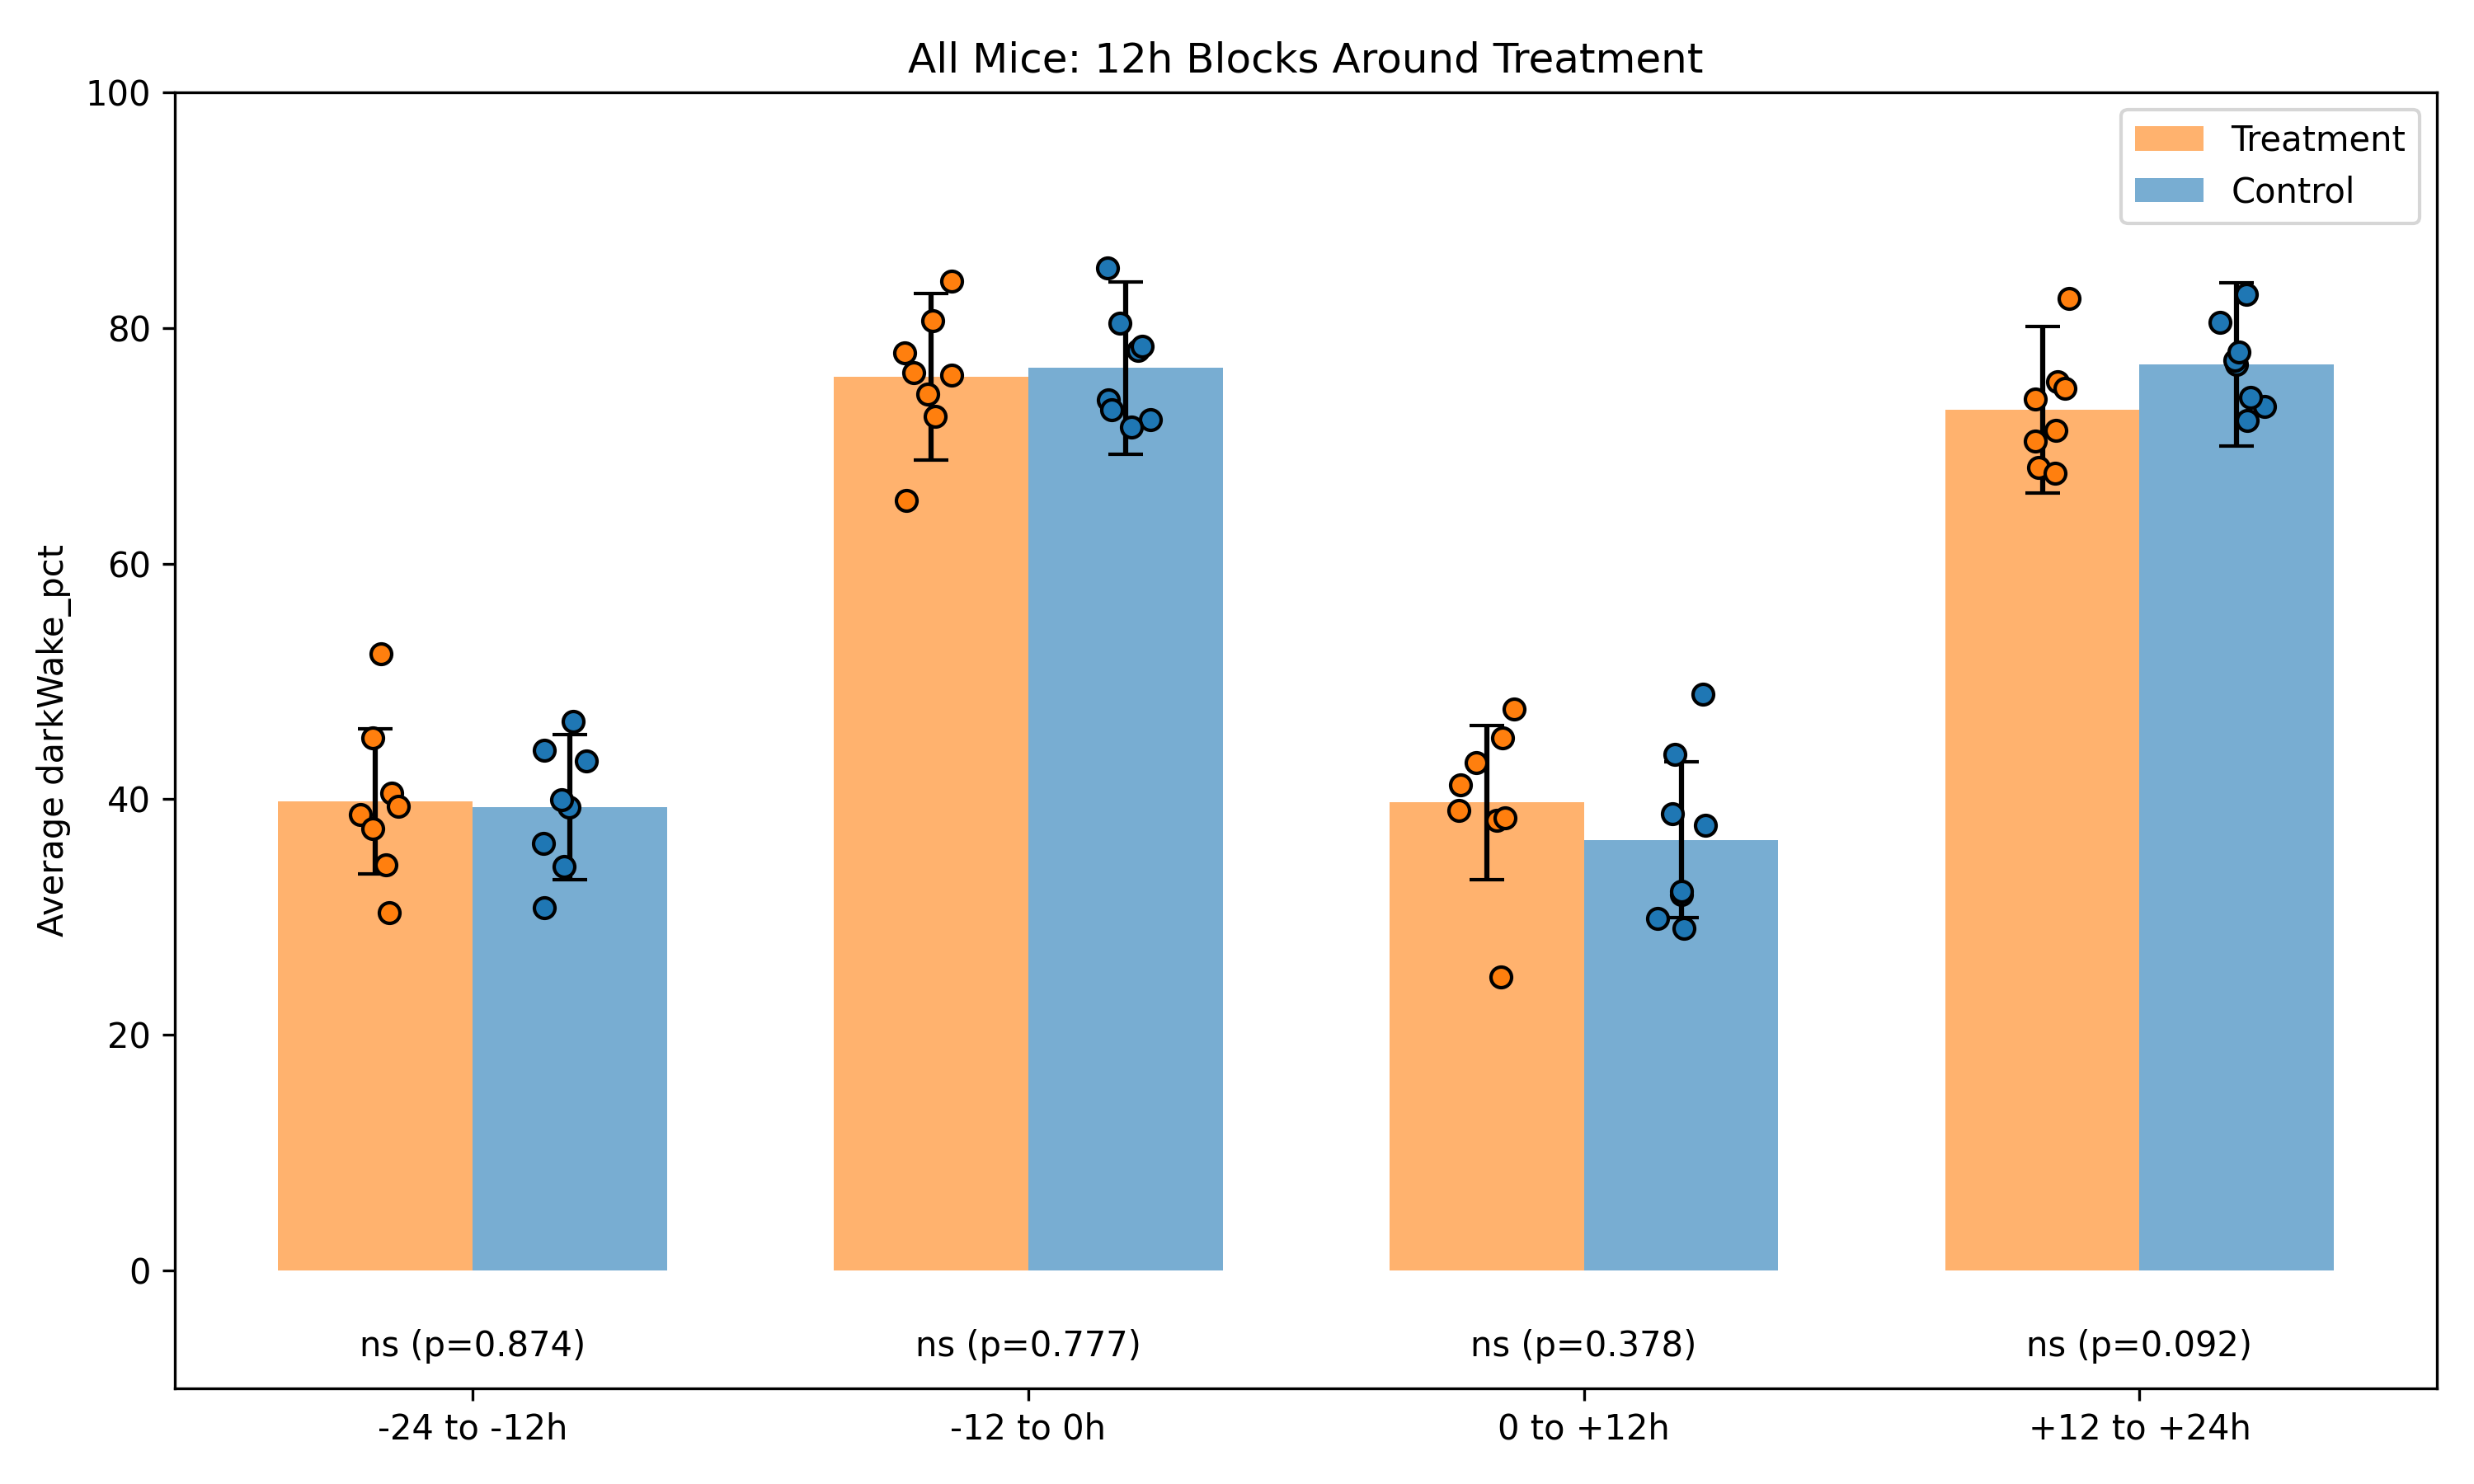 All Mice: 12h Blocks Around Treatment
100
80
60
40
20
0
Average darkWake_pct
Treatment
Control
ns (p=0.874)
ns (p=0.777)
ns (p=0.378)
ns (p=0.092)
-24 to -12h
-12 to 0h
0 to +12h
+12 to +24h